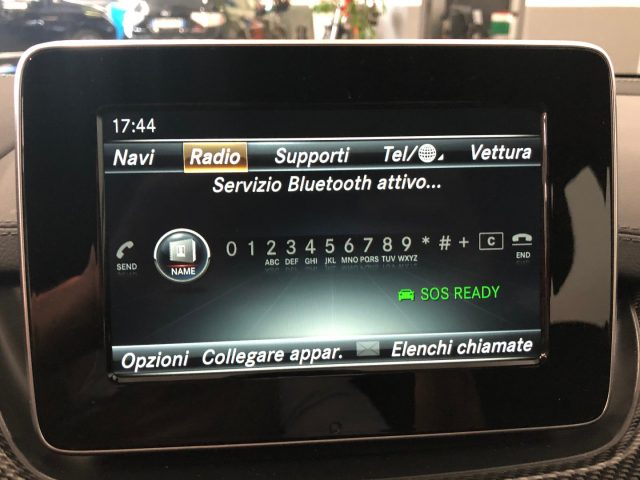 17:44
Navi Radio Supporti Tel/ Vettura
Servizio Bluetooth attivo...
0 1 2 3 4 5 6 7 8 9 * # + C
ABC DEF GHI JKL MNO PQRS TUV WXYZ
SEND NAME END
SOS READY
Opzioni Collegare appar. Elenchi chiamate